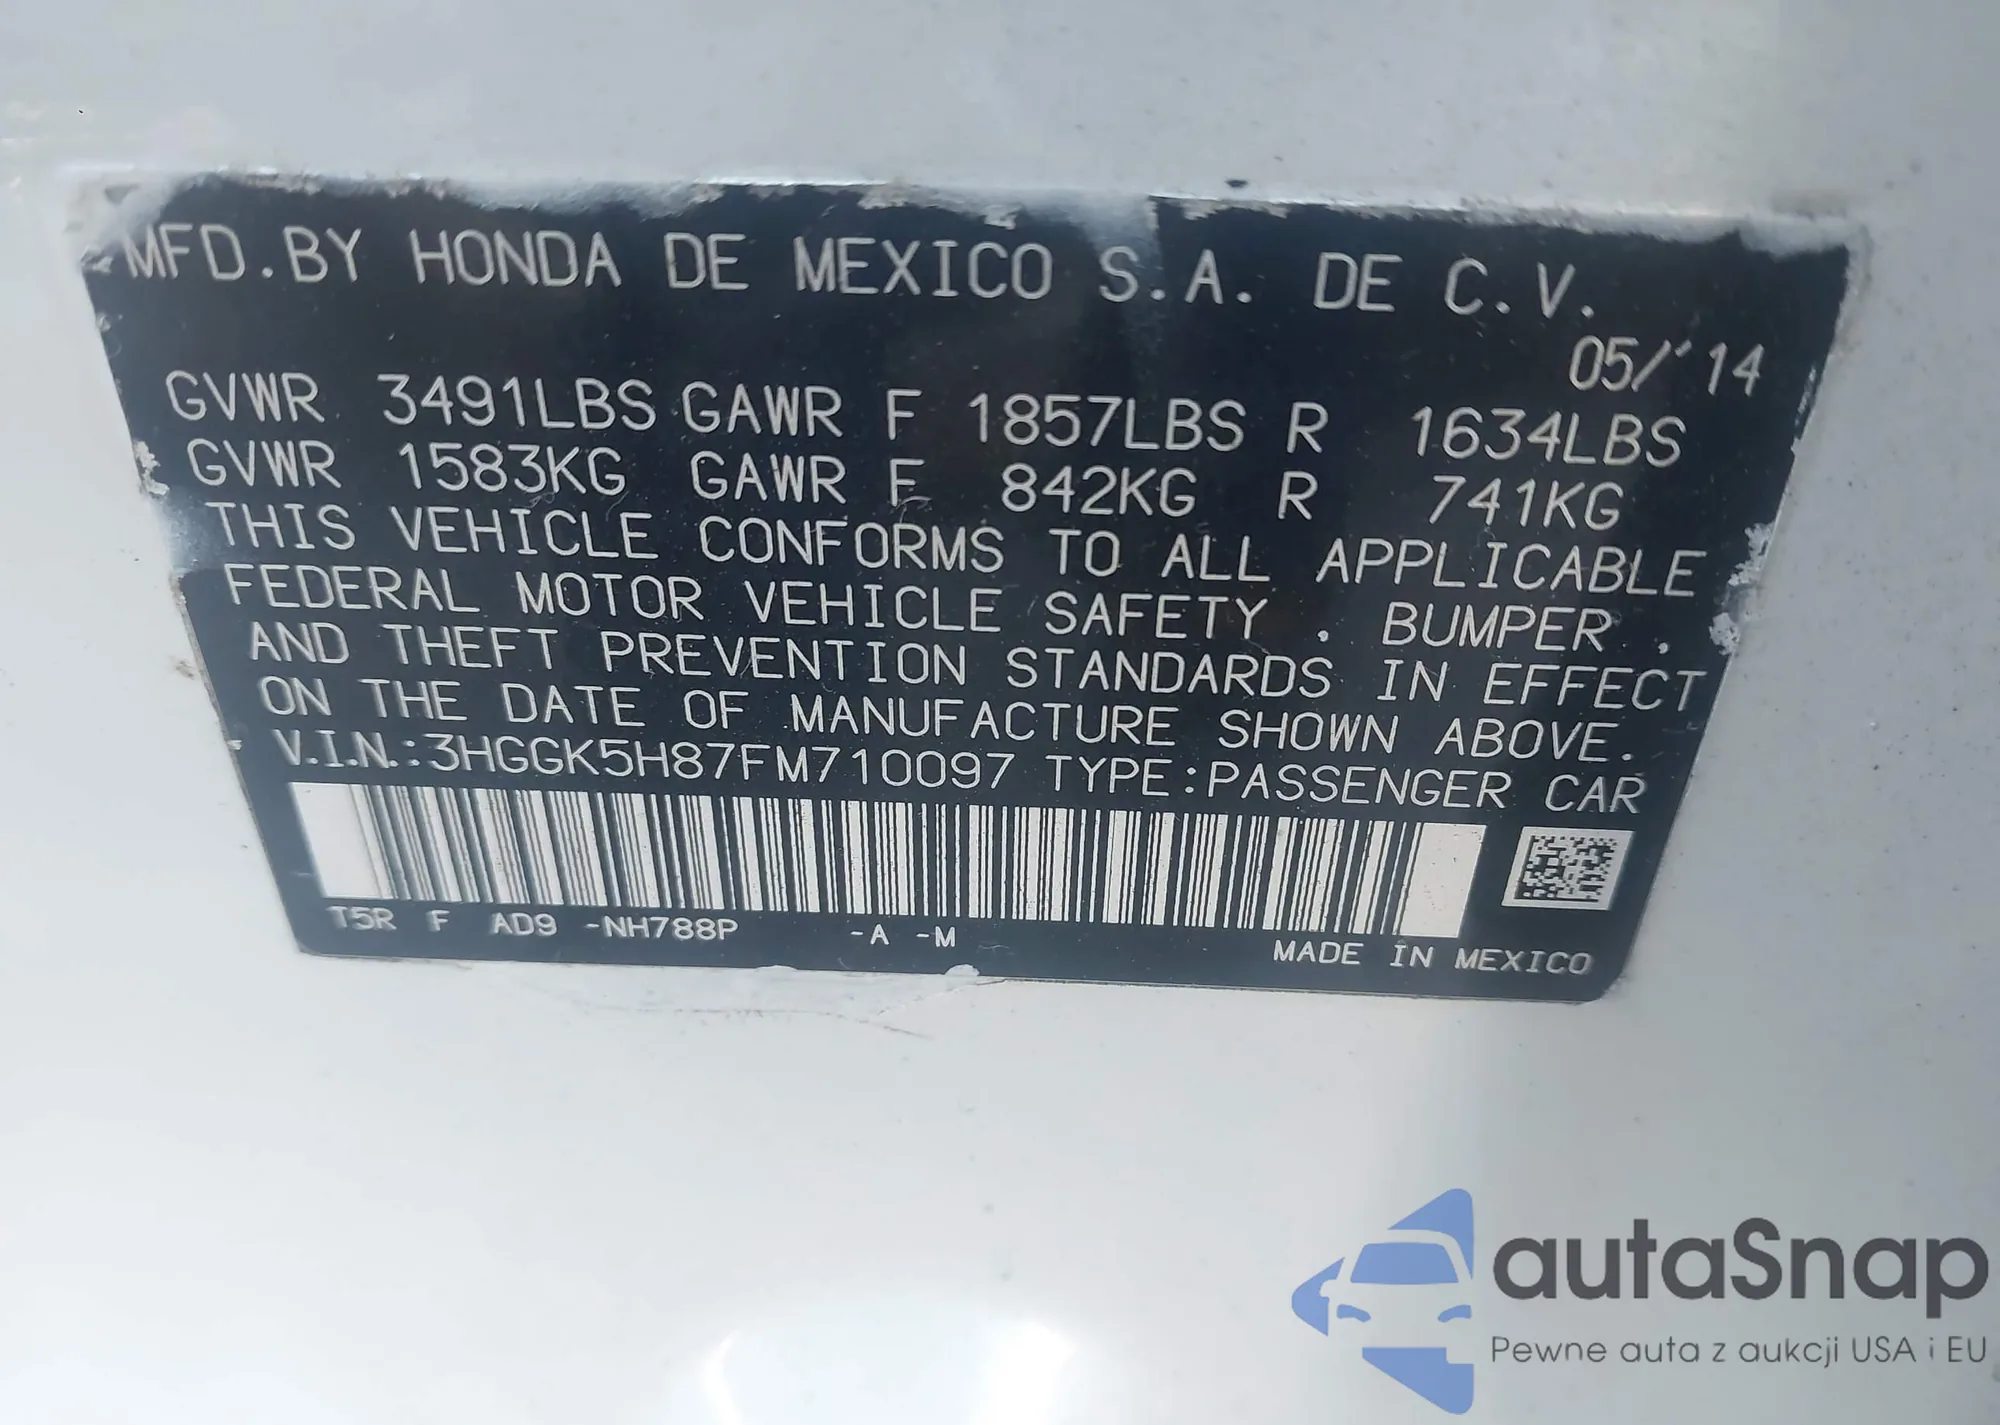 MFD.BY HONDA DE MEXICO S.A. DE C.V.
05/'14
GVWR 3491LBS GAWR F 1857LBS R 1634LBS
GVWR 1583KG GAWR F 842KG R 741KG
THIS VEHICLE CONFORMS TO ALL APPLICABLE
FEDERAL MOTOR VEHICLE SAFETY , BUMPER ,
AND THEFT PREVENTION STANDARDS IN EFFECT
ON THE DATE OF MANUFACTURE SHOWN ABOVE.
V.I.N.:3HGGK5H87FM710097 TYPE:PASSENGER CAR
T5R F AD9 -NH788P -A -M
MADE IN MEXICO
autaSnap
Pewne auta z aukcji USA i EU